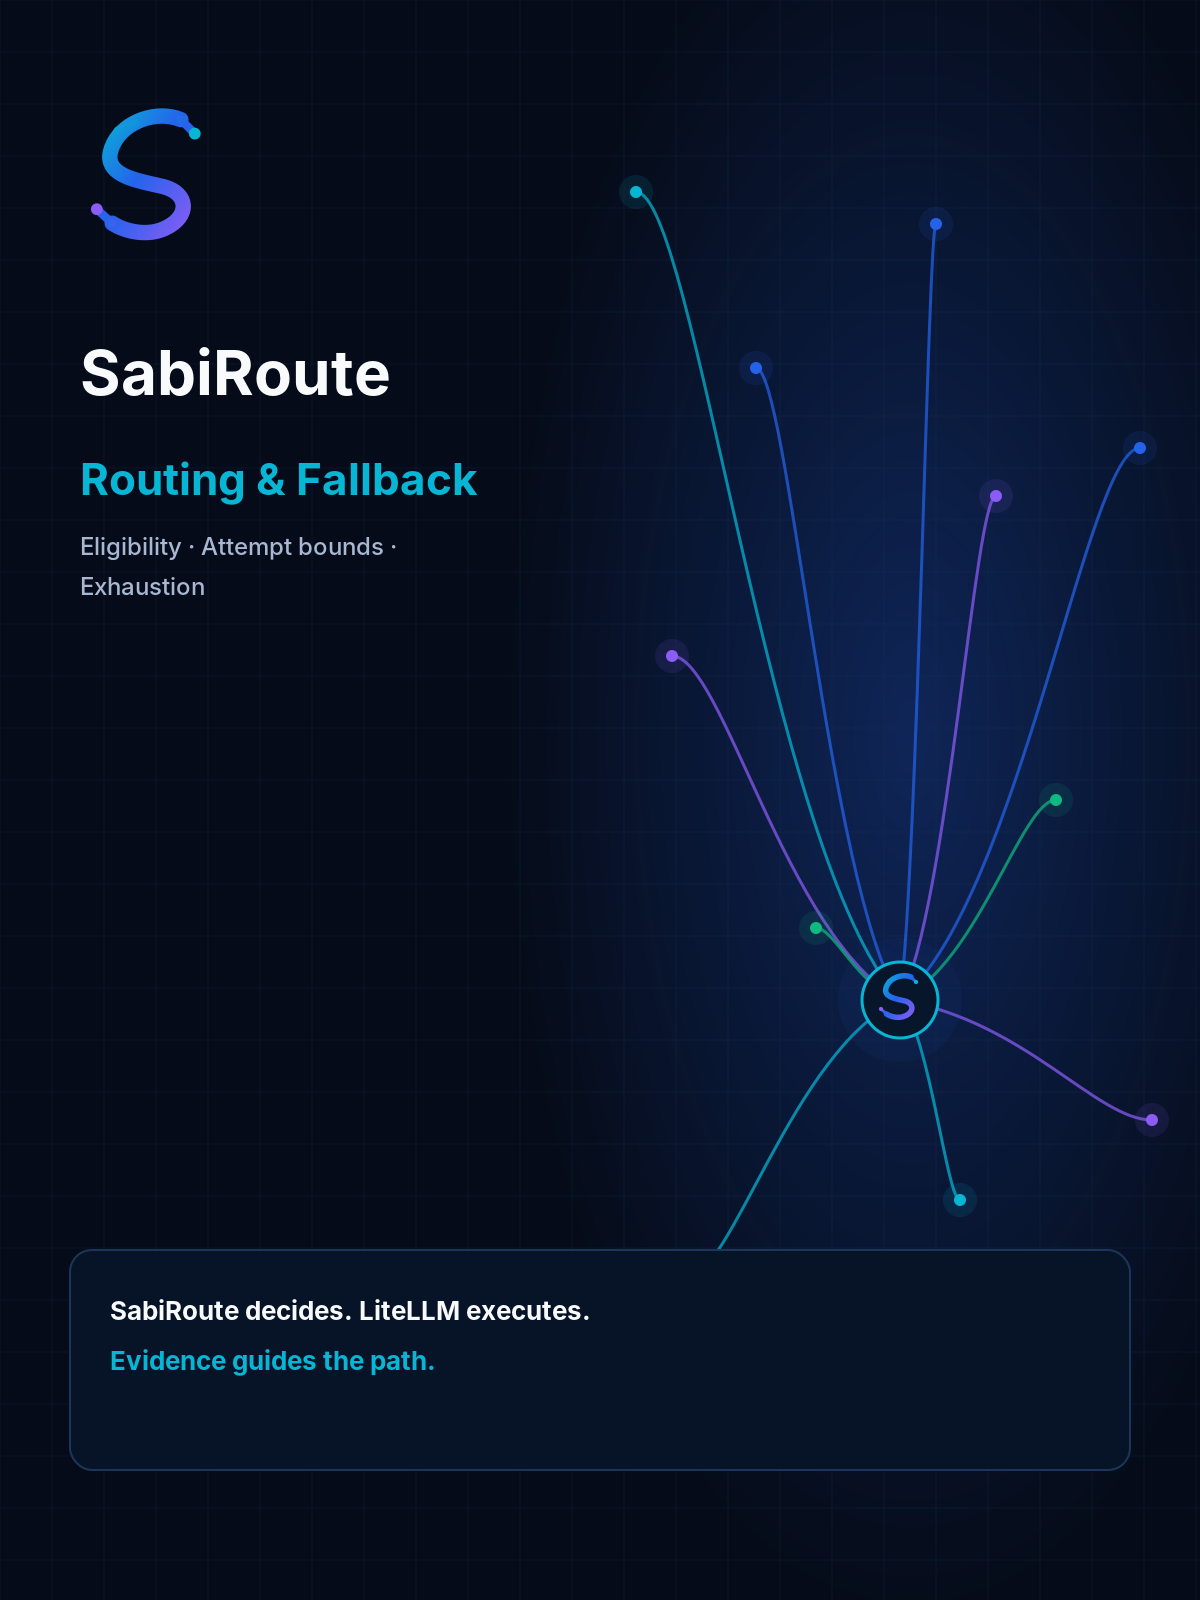 SabiRoute
Routing & Fallback
Eligibility · Attempt bounds ·
Exhaustion
SabiRoute decides. LiteLLM executes.
Evidence guides the path.